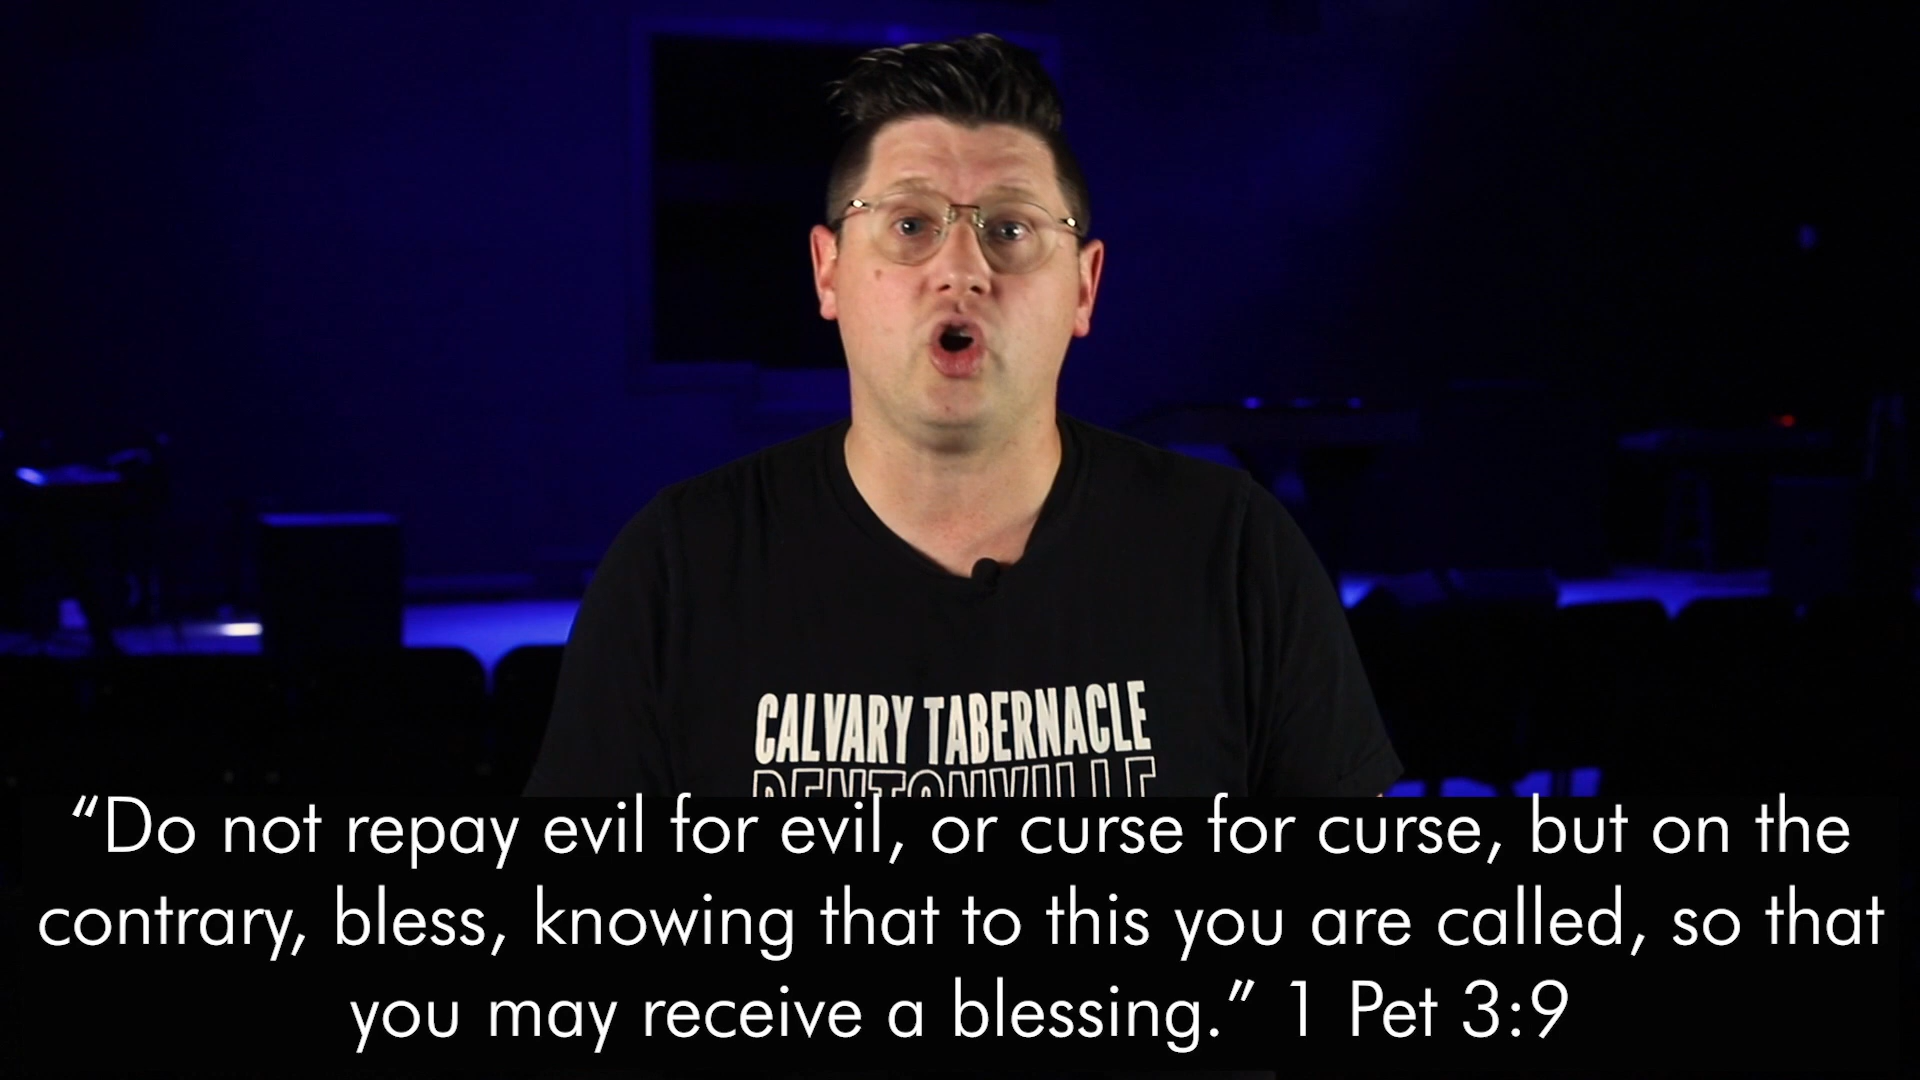 CALVARY TABERNACLE
BENTONVILLE
“Do not repay evil for evil, or curse for curse, but on the
contrary, bless, knowing that to this you are called, so that
you may receive a blessing.” 1 Pet 3:9